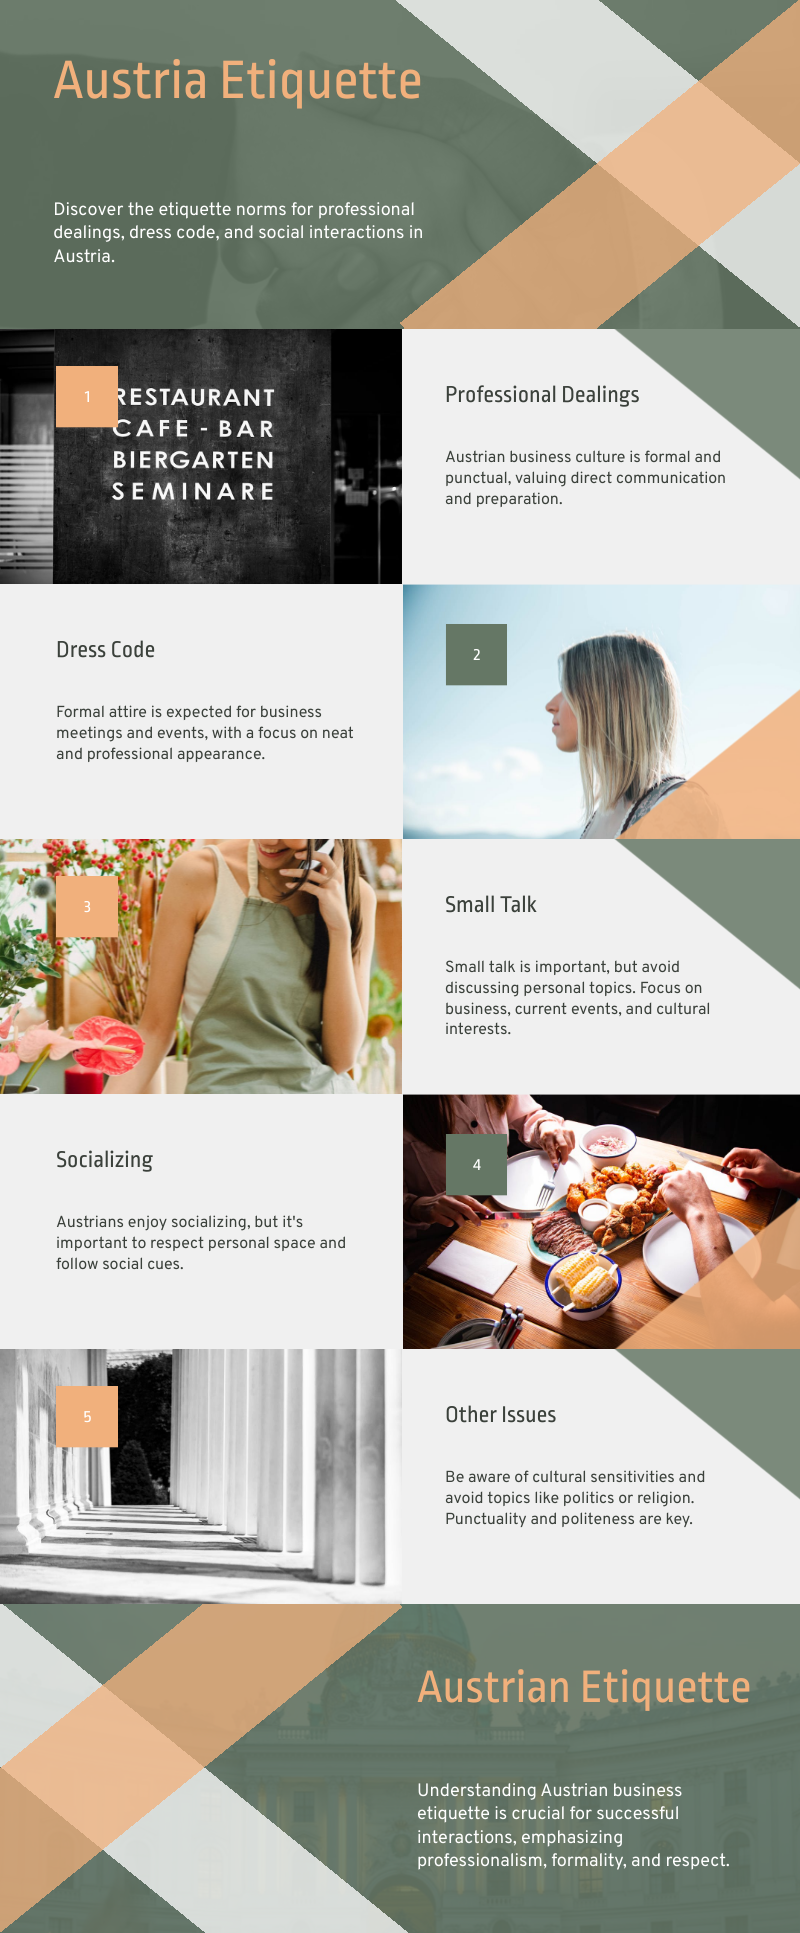 Austria Etiquette
Discover the etiquette norms for professional
dealings, dress code, and social interactions in
Austria.
1
RESTAURANT
CAFE - BAR
BIERGARTEN
SEMINARE
Professional Dealings
Austrian business culture is formal and
punctual, valuing direct communication
and preparation.
Dress Code
Formal attire is expected for business
meetings and events, with a focus on neat
and professional appearance.
2
3
Small Talk
Small talk is important, but avoid
discussing personal topics. Focus on
business, current events, and cultural
interests.
Socializing
Austrians enjoy socializing, but it's
important to respect personal space and
follow social cues.
4
5
Other Issues
Be aware of cultural sensitivities and
avoid topics like politics or religion.
Punctuality and politeness are key.
Austrian Etiquette
Understanding Austrian business
etiquette is crucial for successful
interactions, emphasizing
professionalism, formality, and respect.